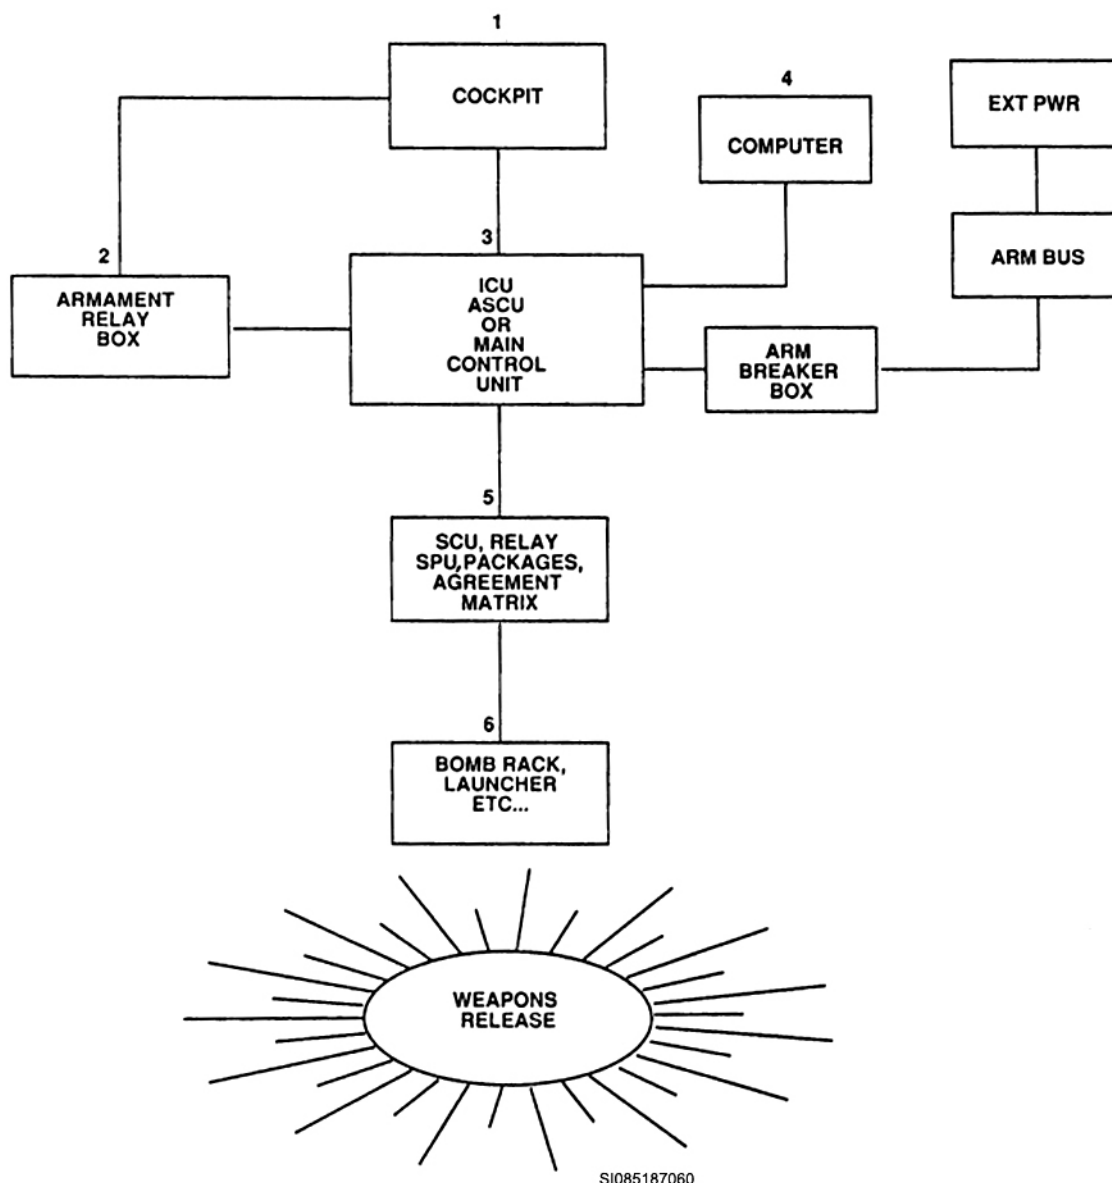 1
COCKPIT
4
COMPUTER
EXT PWR
ARM BUS
2
ARMAMENT
RELAY
BOX
3
ICU
ASCU
OR
MAIN
CONTROL
UNIT
ARM
BREAKER
BOX
5
SCU, RELAY
SPU,PACKAGES,
AGREEMENT
MATRIX
6
BOMB RACK,
LAUNCHER
ETC...
WEAPONS
RELEASE
SI085187060